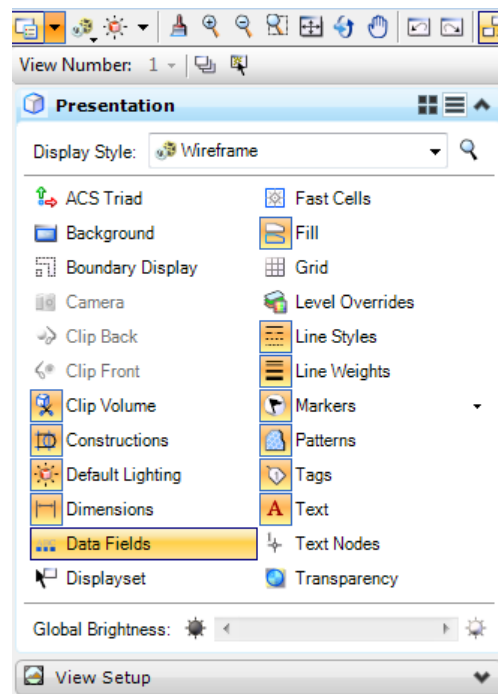 View Number: 1
Presentation
Display Style: Wireframe
ACS Triad
Fast Cells
Background
Fill
Boundary Display
Grid
Camera
Level Overrides
Clip Back
Line Styles
Clip Front
Line Weights
Clip Volume
Markers
Constructions
Patterns
Default Lighting
Tags
Dimensions
Text
Data Fields
Text Nodes
Displayset
Transparency
Global Brightness:
View Setup